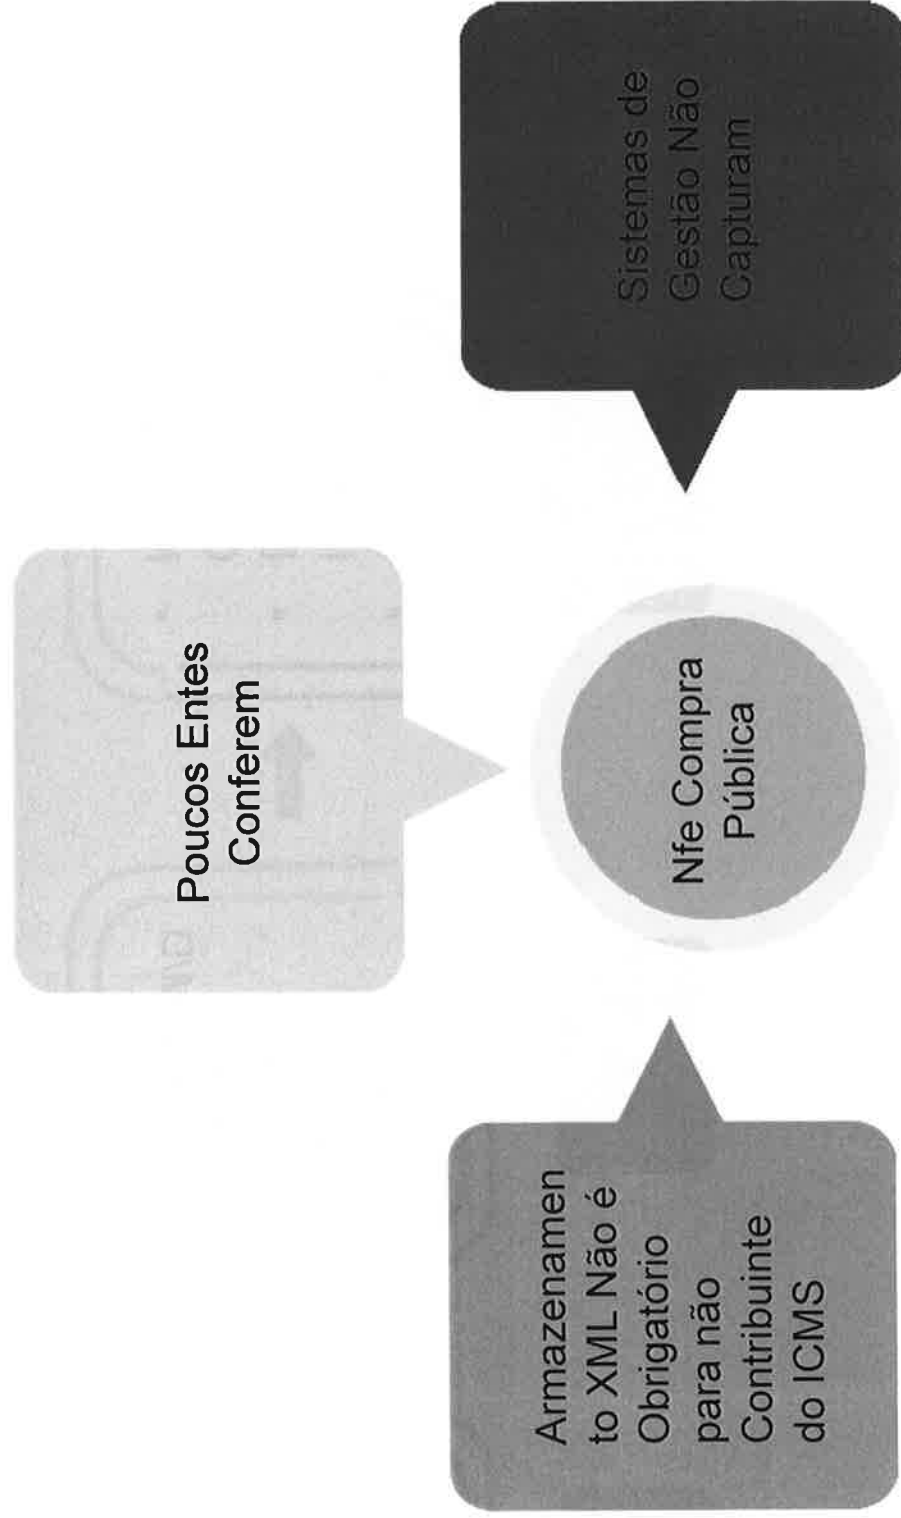 Poucos Entes
Conferem
Armazenamen
to XML Não é
Obrigatório
para não
Contribuinte
do ICMS
Nfe Compra
Pública
Sistemas de
Gestão Não
Capturam